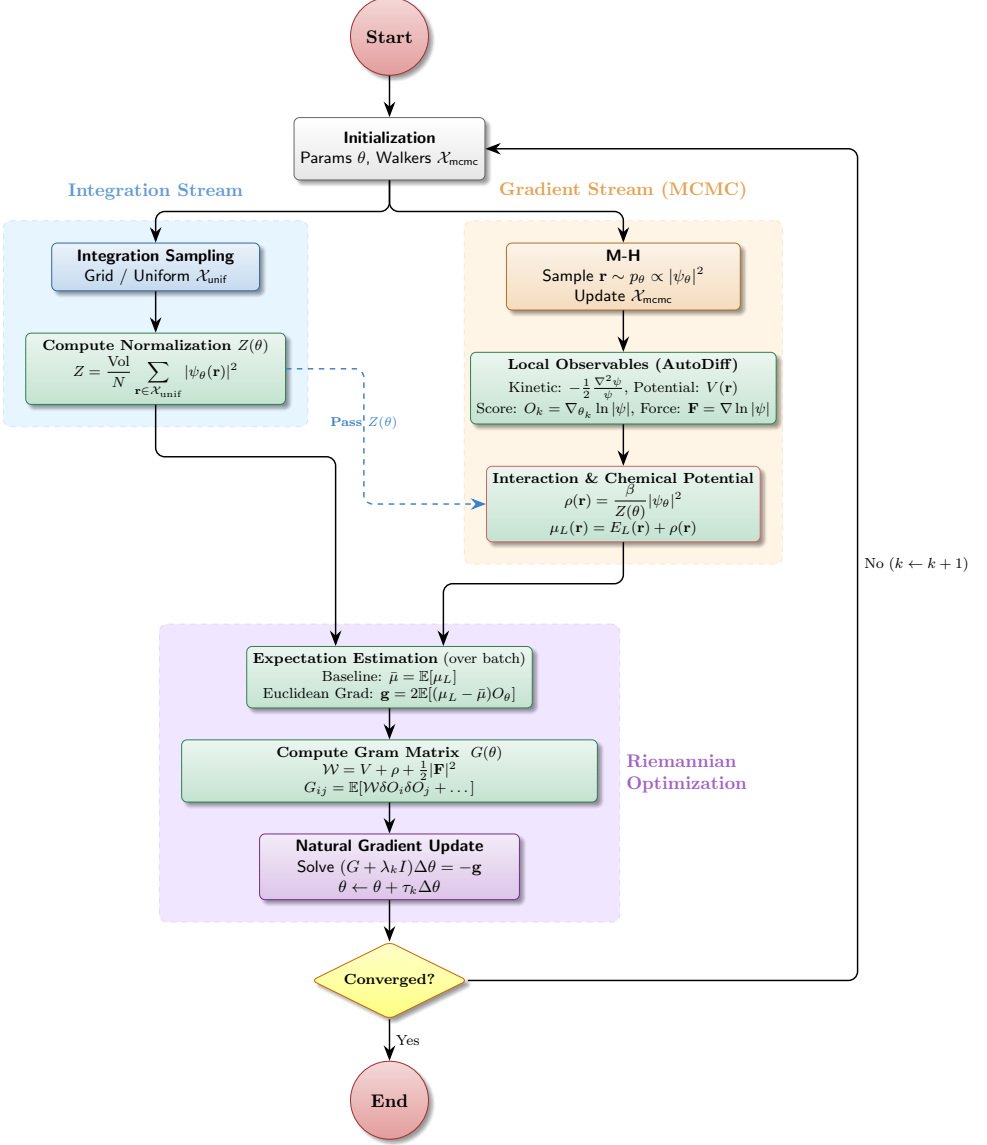 Start
Initialization
Params θ, Walkers 𝒳_mcmc
Integration Stream
Gradient Stream (MCMC)
Integration Sampling
Grid / Uniform 𝒳_unif
Compute Normalization Z(θ)
Z = Vol/N ∑_{r∈𝒳_unif} |ψ_θ(r)|²
Pass Z(θ)
M-H
Sample r ∼ p_θ ∝ |ψ_θ|²
Update 𝒳_mcmc
Local Observables (AutoDiff)
Kinetic: −½ ∇²ψ/ψ, Potential: V(r)
Score: O_k = ∇_{θ_k} ln |ψ|, Force: F = ∇ ln |ψ|
Interaction & Chemical Potential
ρ(r) = β/Z(θ) |ψ_θ|²
μ_L(r) = E_L(r) + ρ(r)
No (k ← k + 1)
Expectation Estimation (over batch)
Baseline: μ̄ = 𝔼[μ_L]
Euclidean Grad: g = 2𝔼[(μ_L − μ̄)O_θ]
Compute Gram Matrix G(θ)
𝒲 = V + ρ + ½|F|²
G_ij = 𝔼[𝒲δO_iδO_j + …]
Riemannian
Optimization
Natural Gradient Update
Solve (G + λ_k I)Δθ = −g
θ ← θ + τ_kΔθ
Converged?
Yes
End